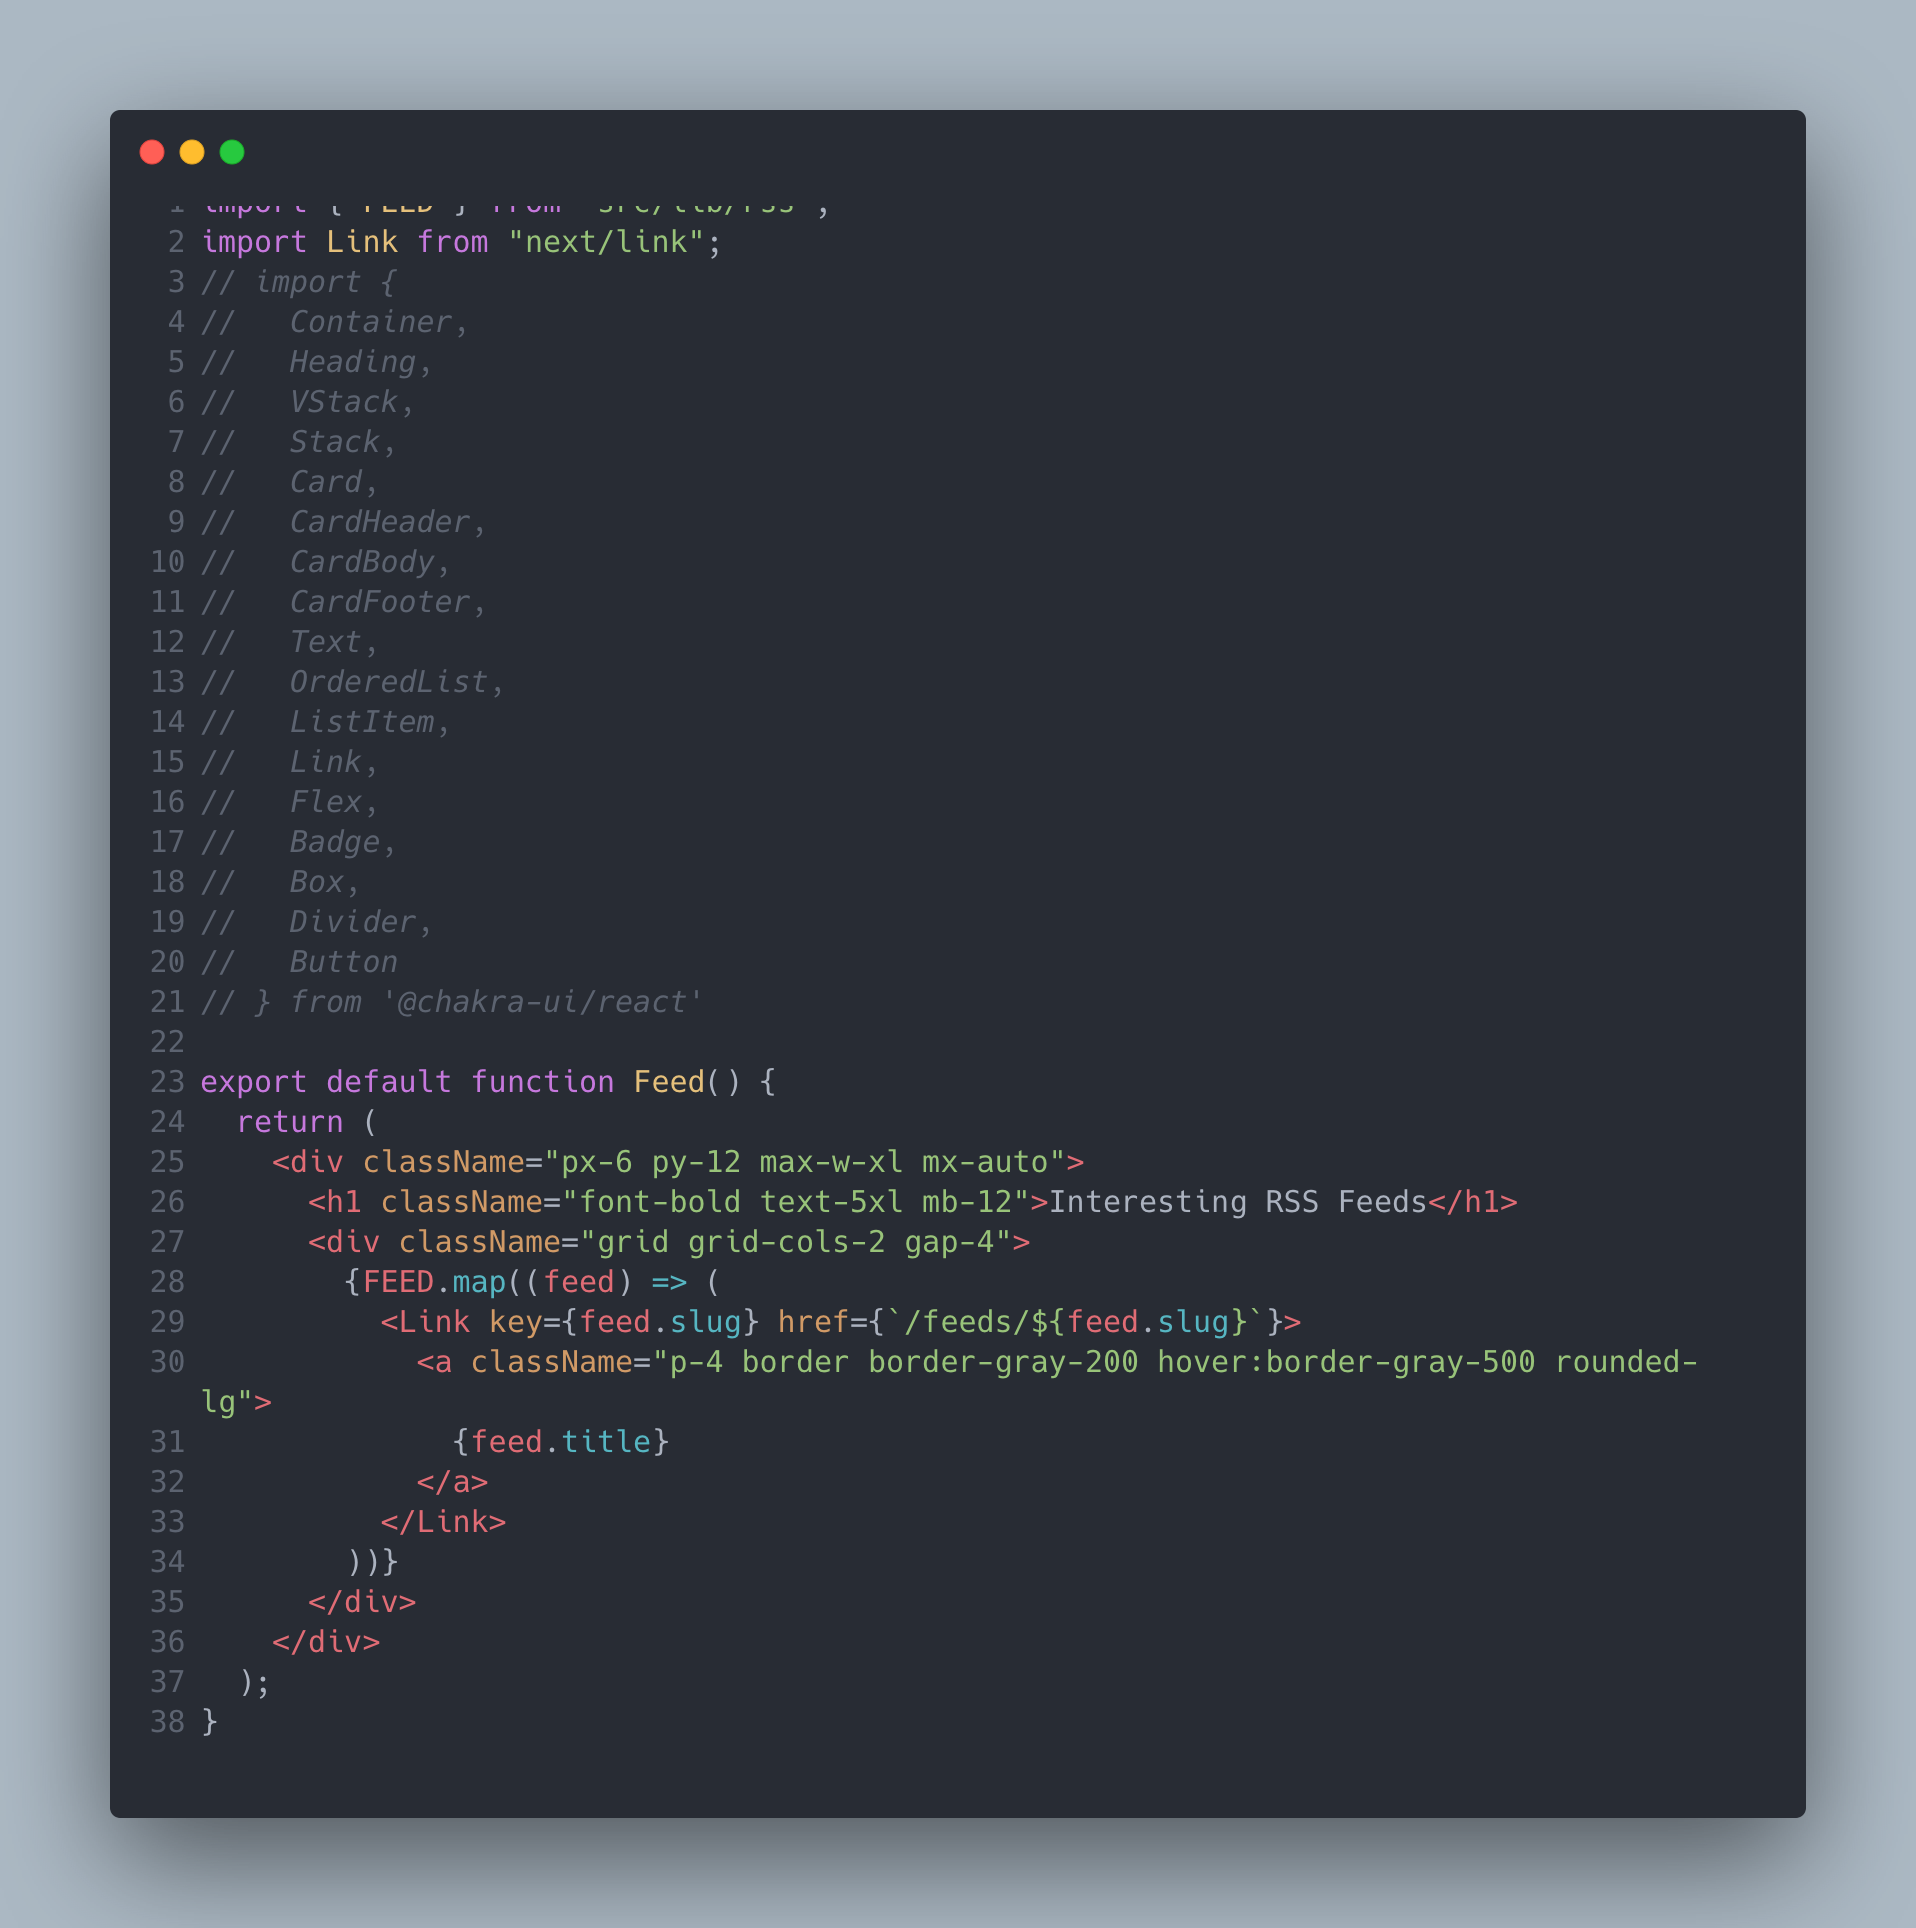 1 import { FEED } from "src/lib/rss";
2 import Link from "next/link";
3 // import {
4 //   Container,
5 //   Heading,
6 //   VStack,
7 //   Stack,
8 //   Card,
9 //   CardHeader,
10 //   CardBody,
11 //   CardFooter,
12 //   Text,
13 //   OrderedList,
14 //   ListItem,
15 //   Link,
16 //   Flex,
17 //   Badge,
18 //   Box,
19 //   Divider,
20 //   Button
21 // } from '@chakra-ui/react'
22
23 export default function Feed() {
24   return (
25     <div className="px-6 py-12 max-w-xl mx-auto">
26       <h1 className="font-bold text-5xl mb-12">Interesting RSS Feeds</h1>
27       <div className="grid grid-cols-2 gap-4">
28         {FEED.map((feed) => (
29           <Link key={feed.slug} href={`/feeds/${feed.slug}`}>
30             <a className="p-4 border border-gray-200 hover:border-gray-500 rounded-
lg">
31               {feed.title}
32             </a>
33           </Link>
34         ))}
35       </div>
36     </div>
37   );
38 }